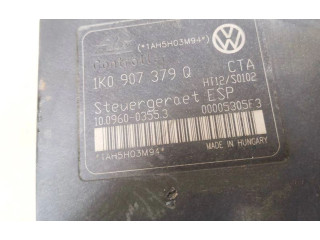 (*1AH5H03M94*)
1K0 907 379 Q CTA
H112/S0102
Steuergeraet ESP
10.0960-0355.3 00005305F3
*1AH5H03M94*
MADE IN HUNGARY